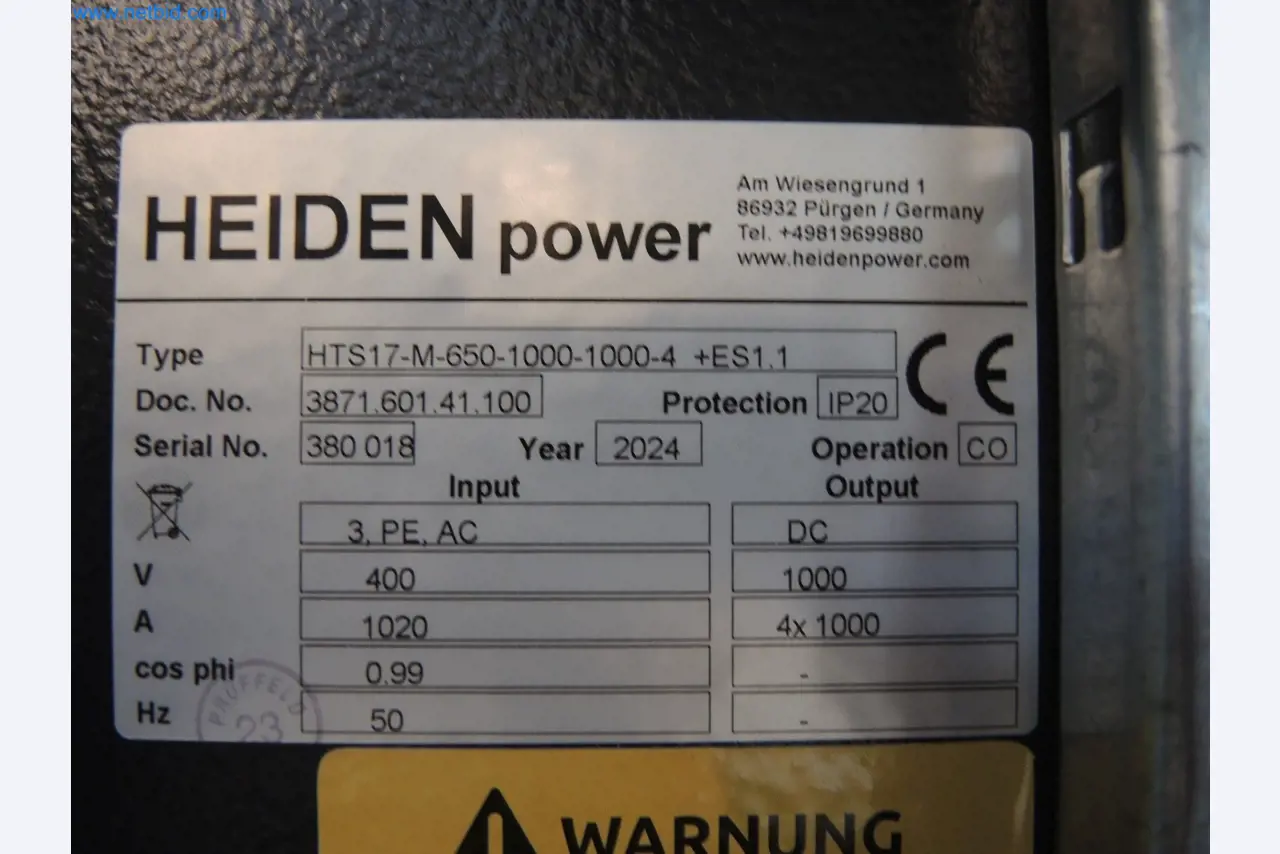 www.netbid.com
HEIDEN power
Am Wiesengrund 1
86932 Pürgen / Germany
Tel. +49819699880
www.heidenpower.com
Type HTS17-M-650-1000-1000-4 +ES1.1
Doc. No. 3871.601.41.100 Protection IP20
CE
Serial No. 380 018 Year 2024 Operation CO
Input Output
3, PE, AC DC
V 400 1000
A 1020 4x 1000
cos phi 0.99 -
Hz 50 -
PRÜFFELD
23
WARNUNG